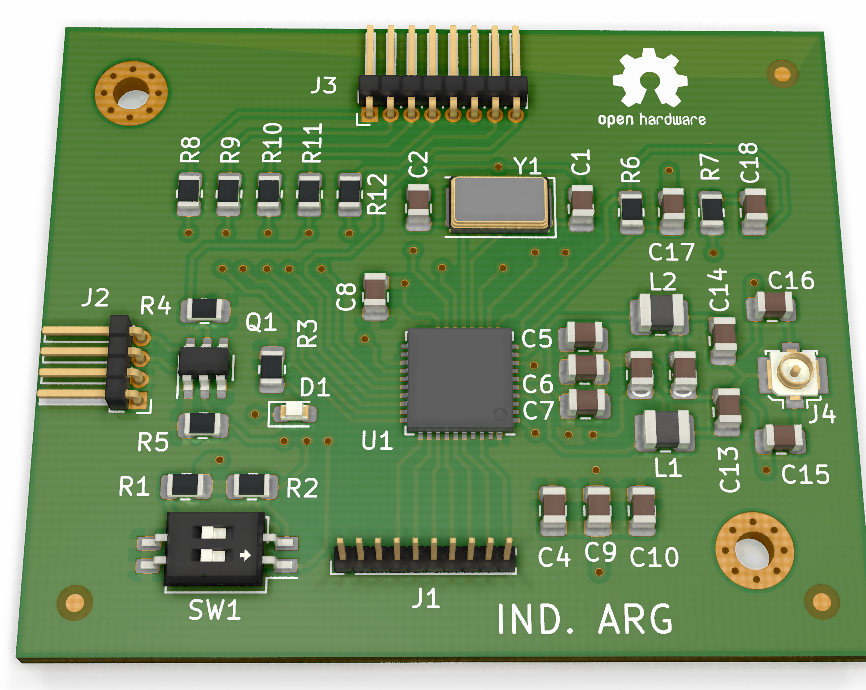 J3
open hardware
R8
R9
R10
R11
R12
C2
Y1
C1
R6
R7
C18
C17
J2
R4
Q1
R3
C8
L2
C14
C16
C5
C6
C7
D1
R5
U1
J4
L1
C13
C15
R1
R2
C4
C9
C10
SW1
J1
IND. ARG